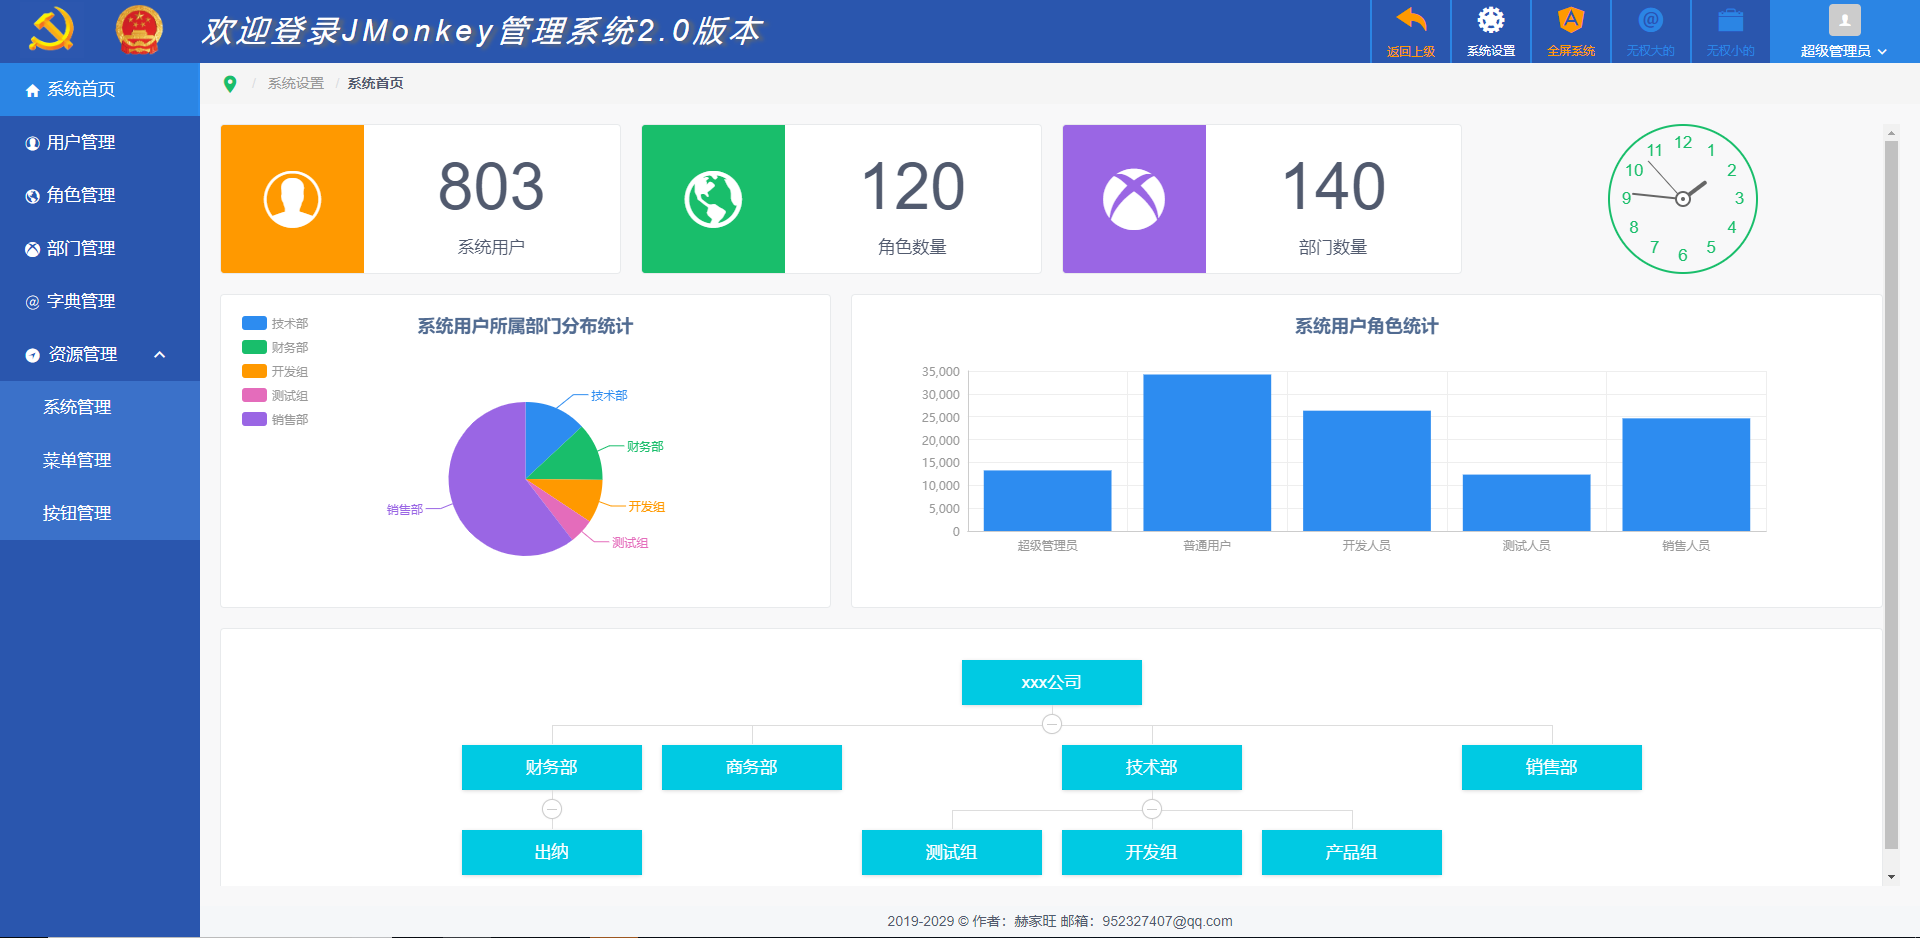 欢迎登录JMonkey管理系统2.0版本
返回上级
系统设置
全屏系统
无权大的
无权小的
超级管理员
系统首页
用户管理
角色管理
部门管理
字典管理
资源管理
系统管理
菜单管理
按钮管理
/ 系统设置 / 系统首页
803
系统用户
120
角色数量
140
部门数量
12
1
2
3
4
5
6
7
8
9
10
11
系统用户所属部门分布统计
技术部
财务部
开发组
测试组
销售部
技术部
财务部
开发组
测试组
销售部
系统用户角色统计
35,000
30,000
25,000
20,000
15,000
10,000
5,000
0
超级管理员
普通用户
开发人员
测试人员
销售人员
xxx公司
财务部
商务部
技术部
销售部
出纳
测试组
开发组
产品组
2019-2029 © 作者：赫家旺 邮箱：952327407@qq.com